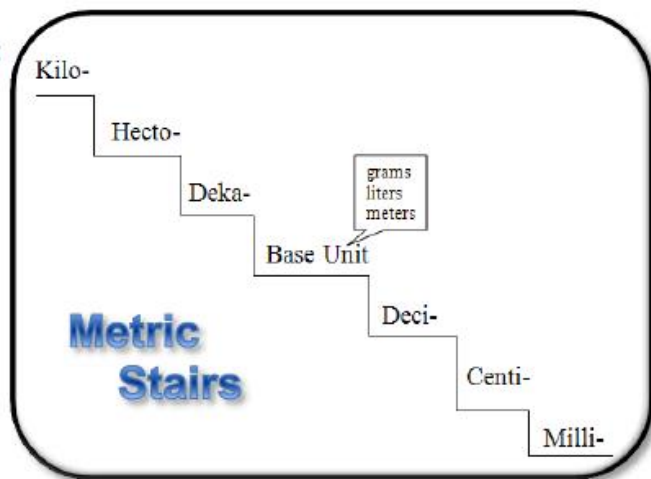 Kilo-
Hecto-
Deka-
grams
liters
meters
Base Unit
Deci-
Centi-
Milli-
Metric
Stairs